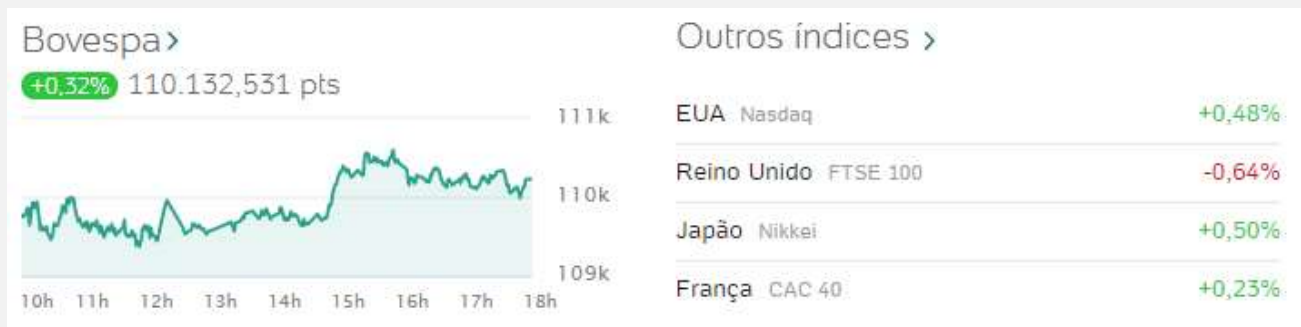 Bovespa
+0,32% 110.132,531 pts
111k
110k
109k
10h 11h 12h 13h 14h 15h 16h 17h 18h
Outros índices
EUA Nasdaq +0,48%
Reino Unido FTSE 100 -0,64%
Japão Nikkei +0,50%
França CAC 40 +0,23%